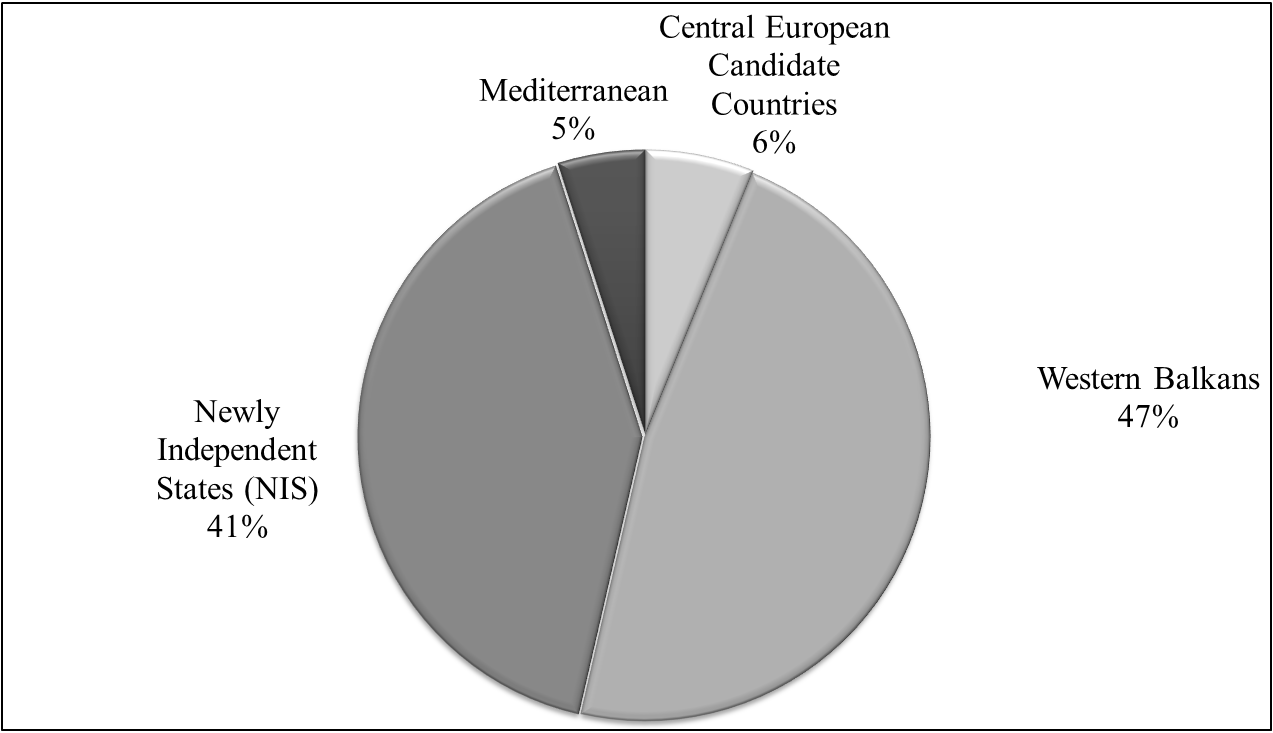 Central European
Candidate
Countries
6%
Mediterranean
5%
Western Balkans
47%
Newly
Independent
States (NIS)
41%